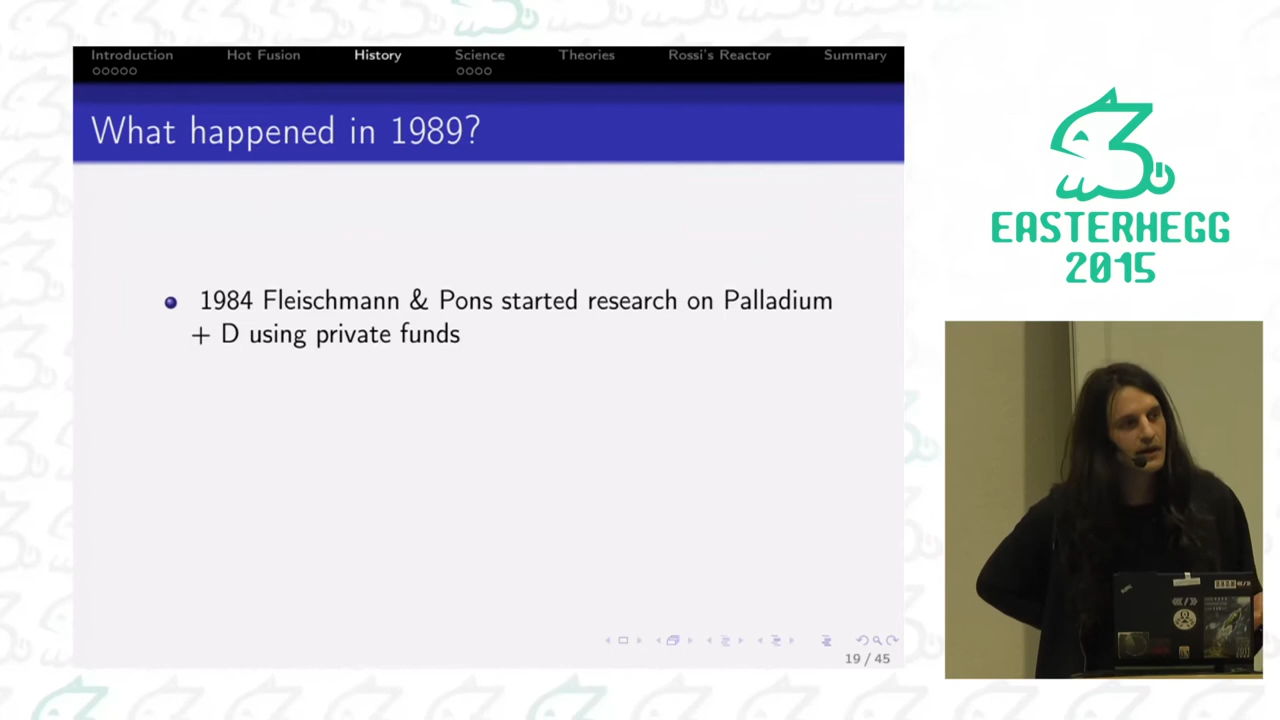 Introduction Hot Fusion History Science Theories Rossi's Reactor Summary
What happened in 1989?
1984 Fleischmann & Pons started research on Palladium
+ D using private funds
19 / 45
EASTERHEGG
2015